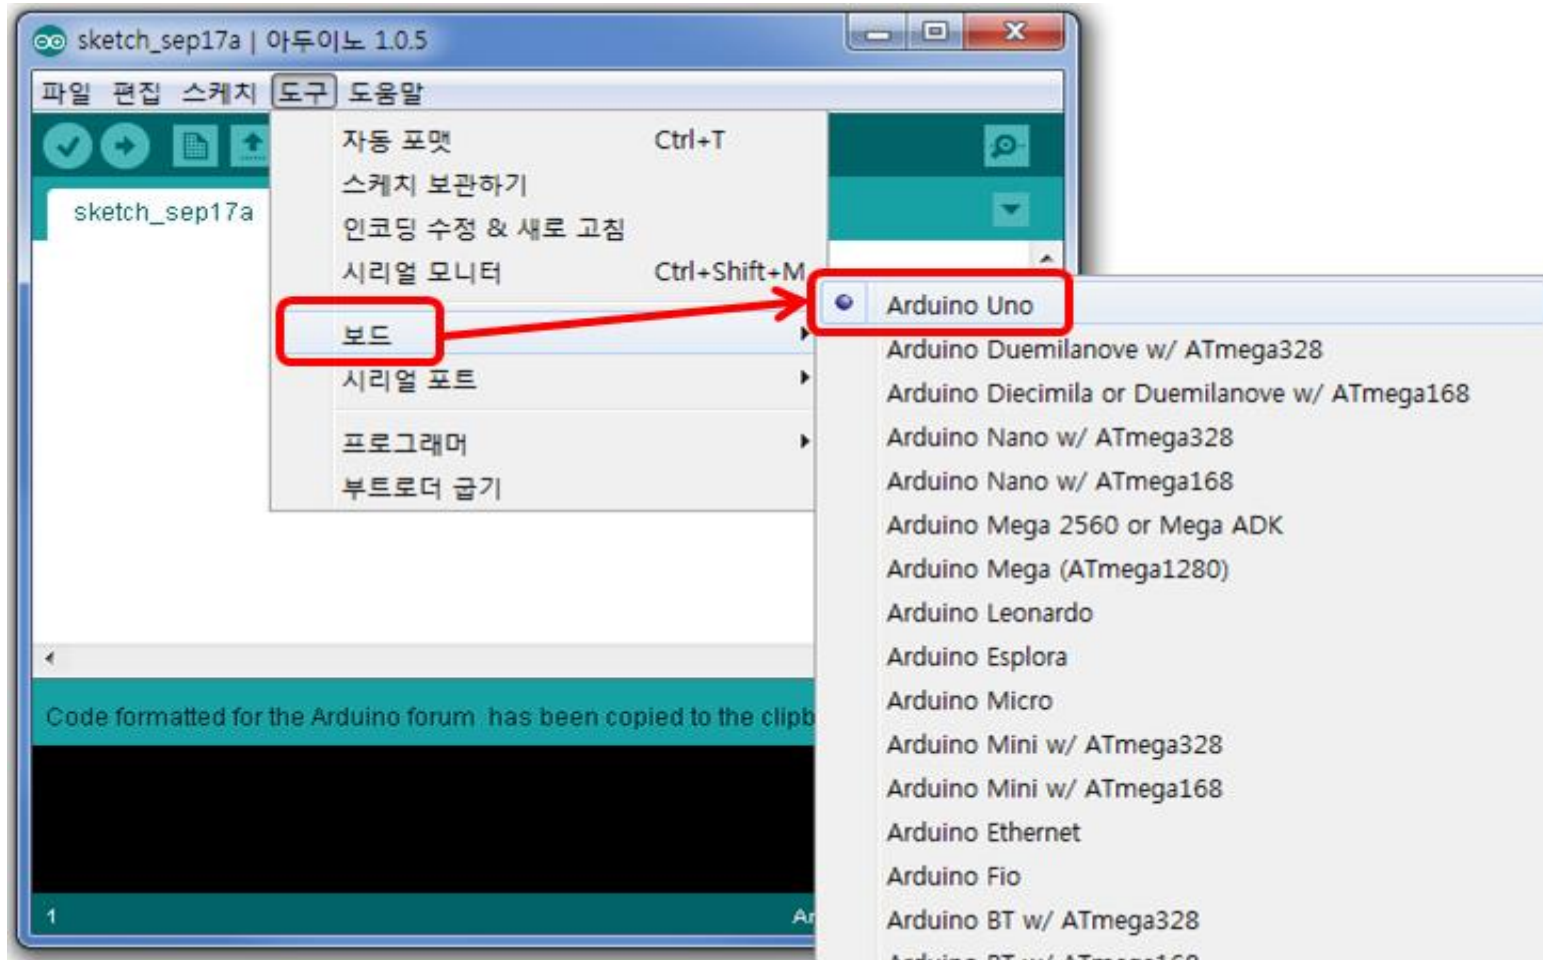 sketch_sep17a | 아두이노 1.0.5
파일 편집 스케치 도구 도움말
자동 포맷 Ctrl+T
스케치 보관하기
인코딩 수정 & 새로 고침
시리얼 모니터 Ctrl+Shift+M
보드
시리얼 포트
프로그래머
부트로더 굽기
sketch_sep17a
Arduino Uno
Arduino Duemilanove w/ ATmega328
Arduino Diecimila or Duemilanove w/ ATmega168
Arduino Nano w/ ATmega328
Arduino Nano w/ ATmega168
Arduino Mega 2560 or Mega ADK
Arduino Mega (ATmega1280)
Arduino Leonardo
Arduino Esplora
Arduino Micro
Arduino Mini w/ ATmega328
Arduino Mini w/ ATmega168
Arduino Ethernet
Arduino Fio
Arduino BT w/ ATmega328
Code formatted for the Arduino forum has been copied to the clipb
1